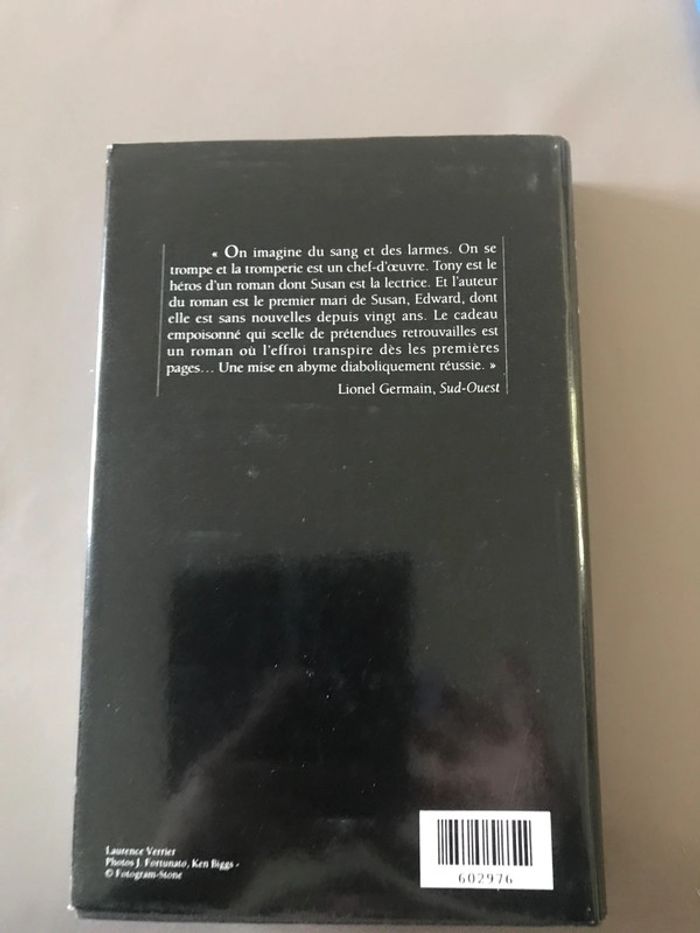 « On imagine du sang et des larmes. On se
trompe et la tromperie est un chef-d'œuvre. Tony est le
héros d'un roman dont Susan est la lectrice. Et l'auteur
du roman est le premier mari de Susan, Edward, dont
elle est sans nouvelles depuis vingt ans. Le cadeau
empoisonné qui scelle de prétendues retrouvailles est
un roman où l'effroi transpire dès les premières
pages... Une mise en abyme diaboliquement réussie. »
Lionel Germain, Sud-Ouest
Laurence Verrier
Photos J. Fortunato, Ken Biggs -
© Fotogram-Stone
602976